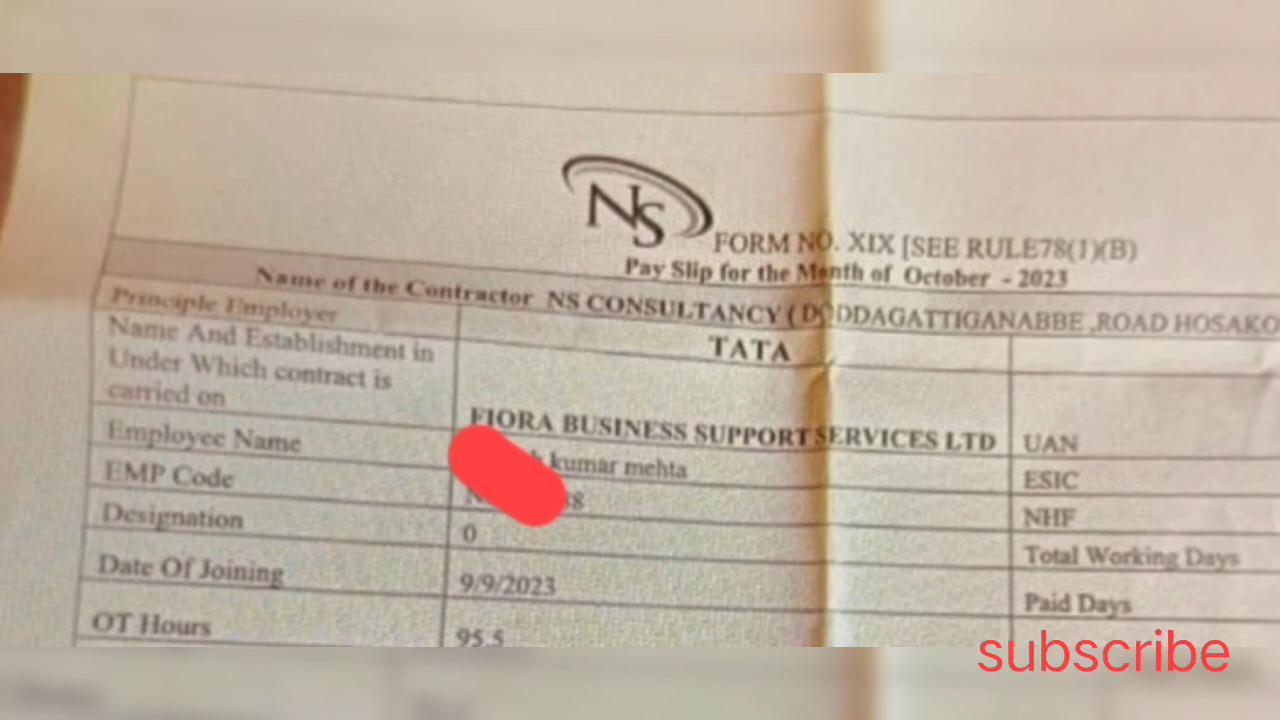 NS
FORM NO. XIX [SEE RULE78(1)(B)
Pay Slip for the Month of October - 2023
Name of the Contractor NS CONSULTANCY ( DODDAGATTIGANABBE ,ROAD HOSAKO
Principle Employer TATA
Name And Establishment in
Under Which contract is
carried on FIORA BUSINESS SUPPORT SERVICES LTD UAN
Employee Name kumar mehta ESIC
EMP Code 8 NHF
Designation 0 Total Working Days
Date Of Joining 9/9/2023 Paid Days
OT Hours 95.5
subscribe